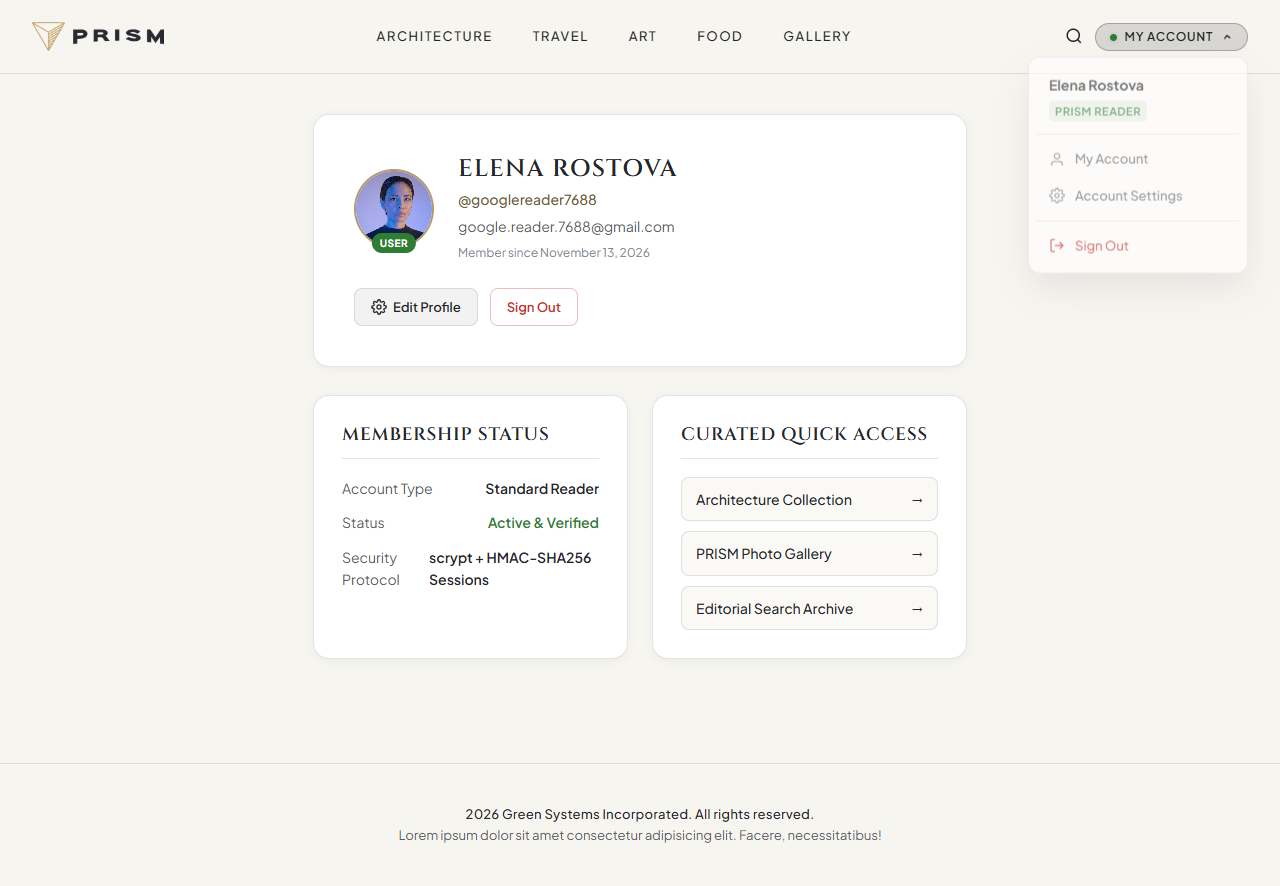 PRISM
ARCHITECTURE
TRAVEL
ART
FOOD
GALLERY
MY ACCOUNT
Elena Rostova
PRISM READER
My Account
Account Settings
Sign Out
ELENA ROSTOVA
@googlereader7688
google.reader.7688@gmail.com
Member since November 13, 2026
USER
Edit Profile
Sign Out
MEMBERSHIP STATUS
Account Type Standard Reader
Status Active & Verified
Security Protocol scrypt + HMAC-SHA256 Sessions
CURATED QUICK ACCESS
Architecture Collection →
PRISM Photo Gallery →
Editorial Search Archive →
2026 Green Systems Incorporated. All rights reserved.
Lorem ipsum dolor sit amet consectetur adipisicing elit. Facere, necessitatibus!